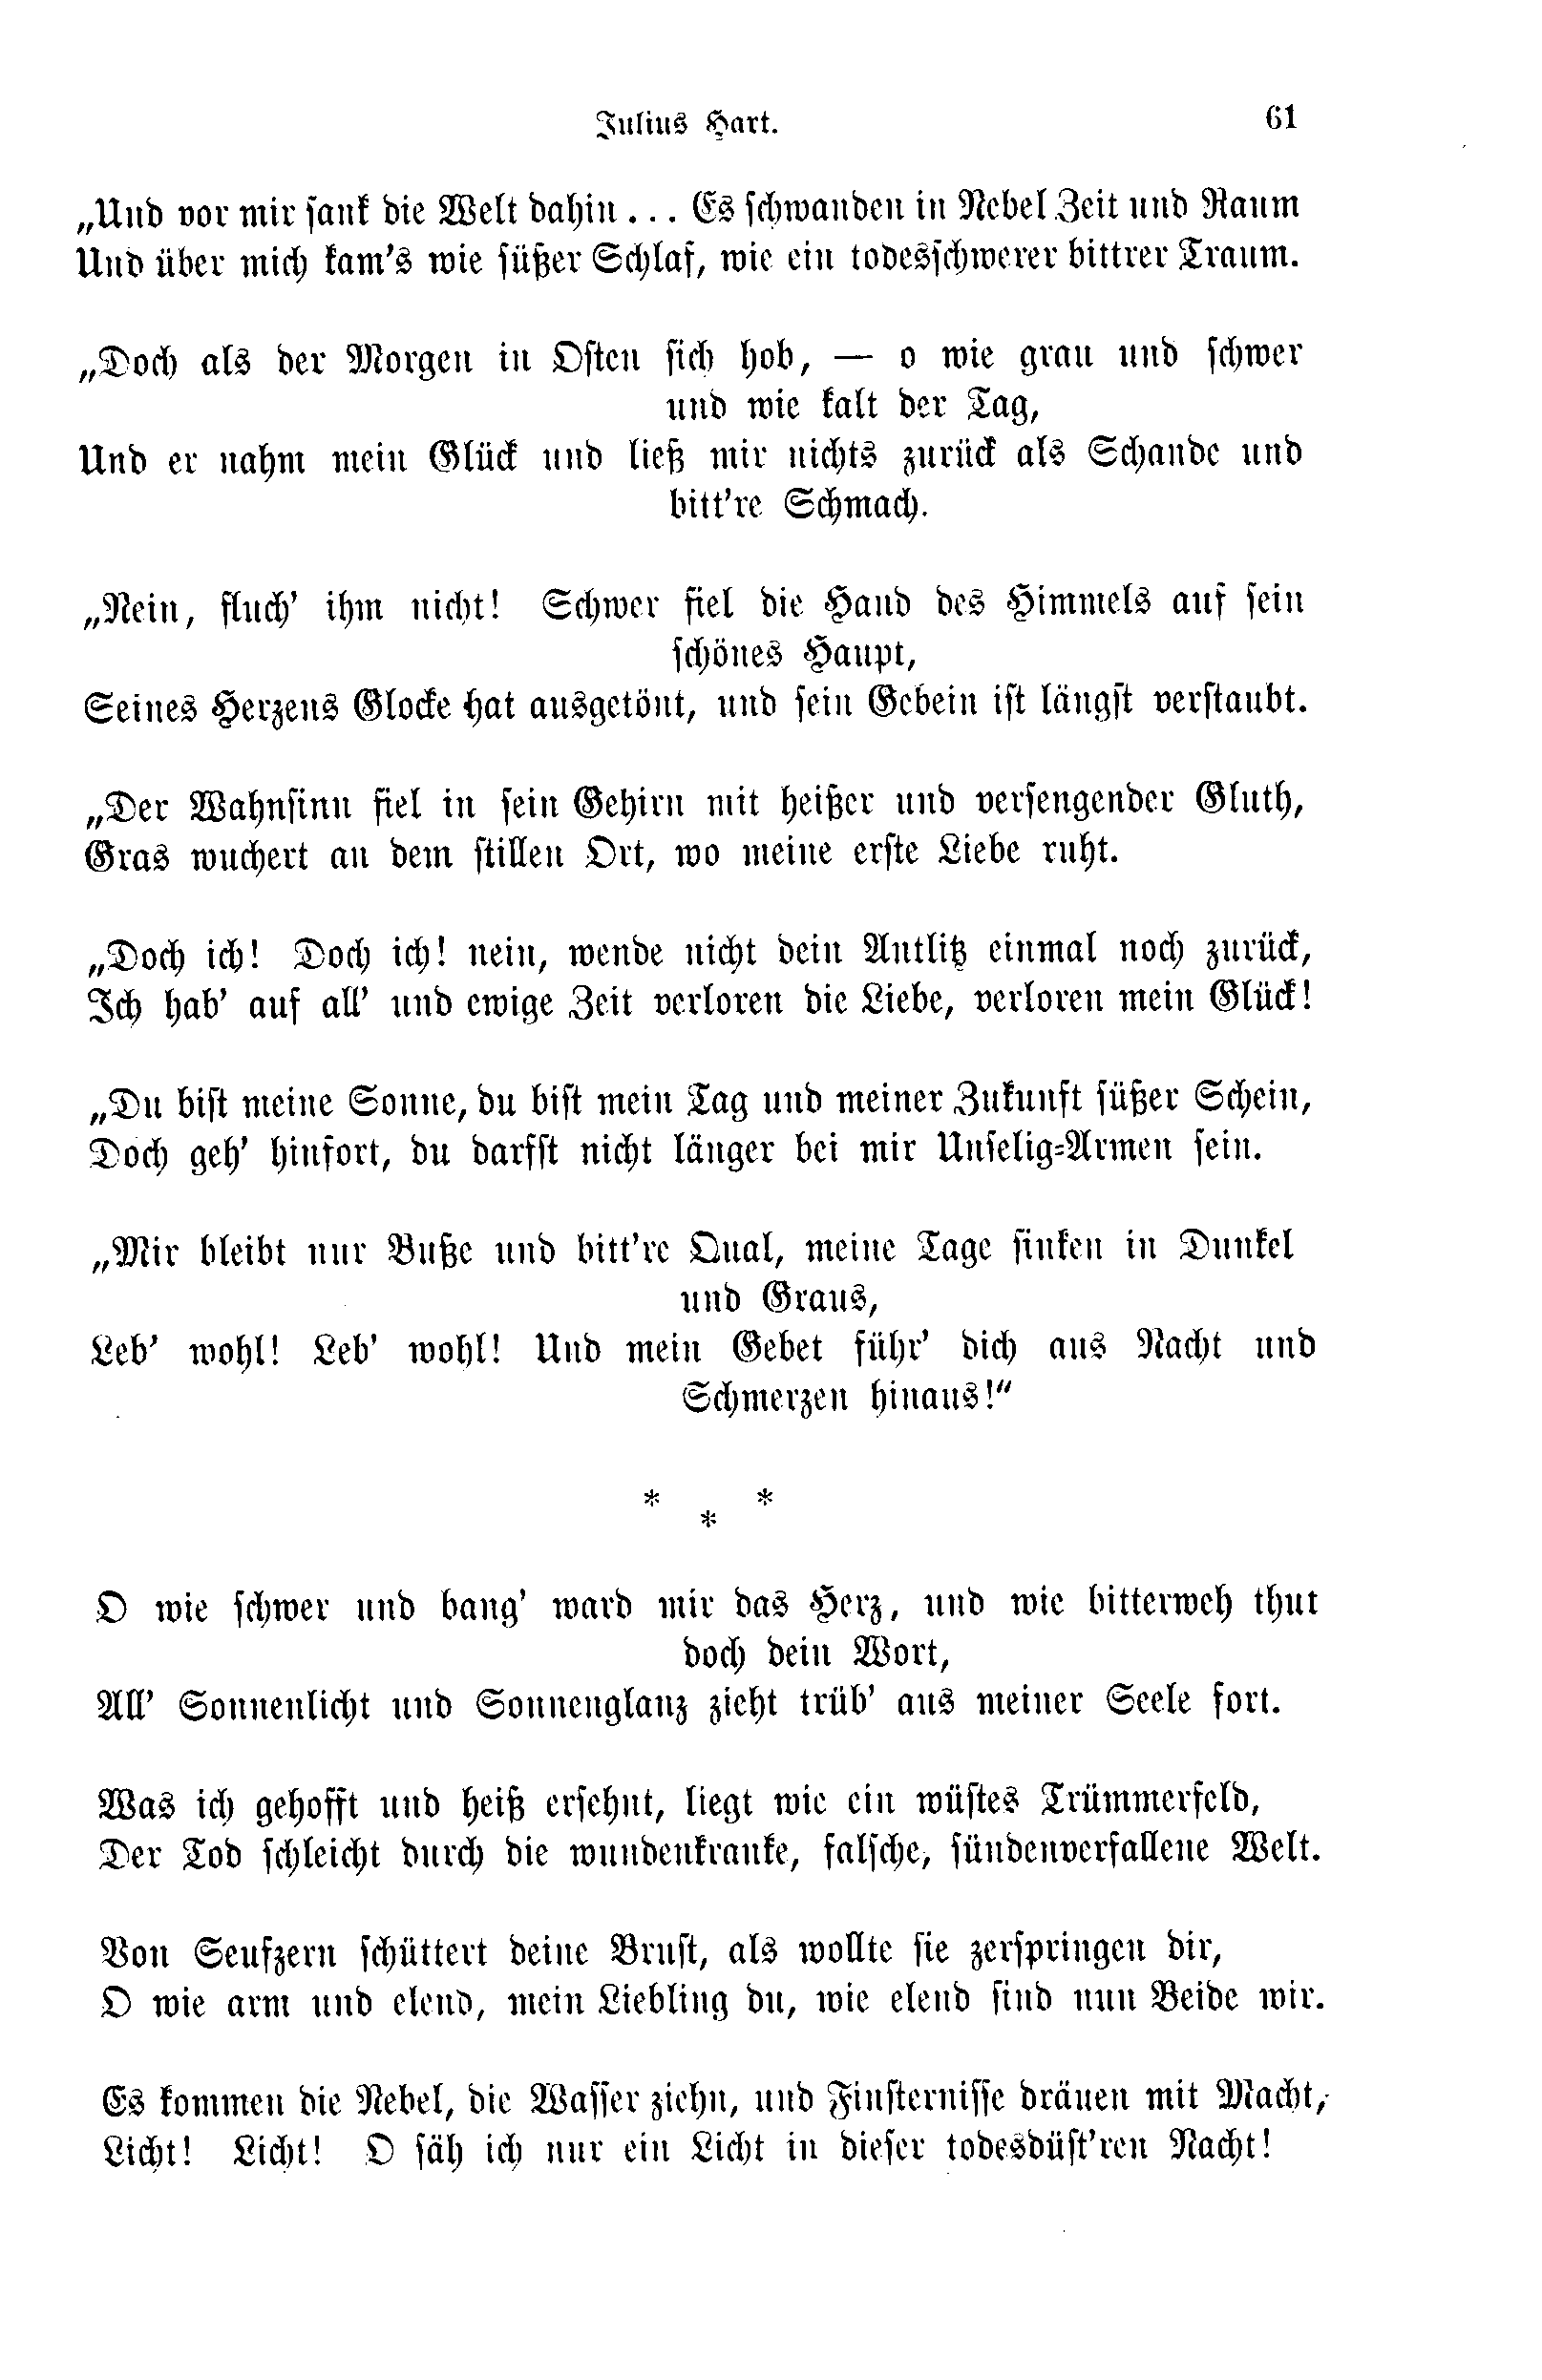 Julius Hart. 61
„Und vor mir sank die Welt dahin . . . Es schwanden in Nebel Zeit und Raum
Und über mich kam's wie süßer Schlaf, wie ein todesschwerer bittrer Traum.
„Doch als der Morgen in Osten sich hob, — o wie grau und schwer
und wie kalt der Tag,
Und er nahm mein Glück und ließ mir nichts zurück als Schande und
bitt're Schmach.
„Nein, fluch' ihm nicht! Schwer fiel die Hand des Himmels auf sein
schönes Haupt,
Seines Herzens Glocke hat ausgetönt, und sein Gebein ist längst verstaubt.
„Der Wahnsinn fiel in sein Gehirn mit heißer und versengender Gluth,
Gras wuchert an dem stillen Ort, wo meine erste Liebe ruht.
„Doch ich! Doch ich! nein, wende nicht dein Antlitz einmal noch zurück,
Ich hab' auf all' und ewige Zeit verloren die Liebe, verloren mein Glück!
„Du bist meine Sonne, du bist mein Tag und meiner Zukunft süßer Schein,
Doch geh' hinfort, du darfst nicht länger bei mir Unselig-Armen sein.
„Mir bleibt nur Buße und bitt're Qual, meine Tage sinken in Dunkel
und Graus,
Leb' wohl! Leb' wohl! Und mein Gebet führ' dich aus Nacht und
Schmerzen hinaus!“
* * *
O wie schwer und bang' ward mir das Herz, und wie bitterweh thut
doch dein Wort,
All' Sonnenlicht und Sonnenglanz zieht trüb' aus meiner Seele fort.
Was ich gehofft und heiß ersehnt, liegt wie ein wüstes Trümmerfeld,
Der Tod schleicht durch die wundenkranke, falsche, sündenverfallene Welt.
Von Seufzern schüttert deine Brust, als wollte sie zerspringen dir,
O wie arm und elend, mein Liebling du, wie elend sind nun Beide wir.
Es kommen die Nebel, die Wasser ziehn, und Finsternisse dräuen mit Macht,
Licht! Licht! O säh ich nur ein Licht in dieser todesdüst'ren Nacht!